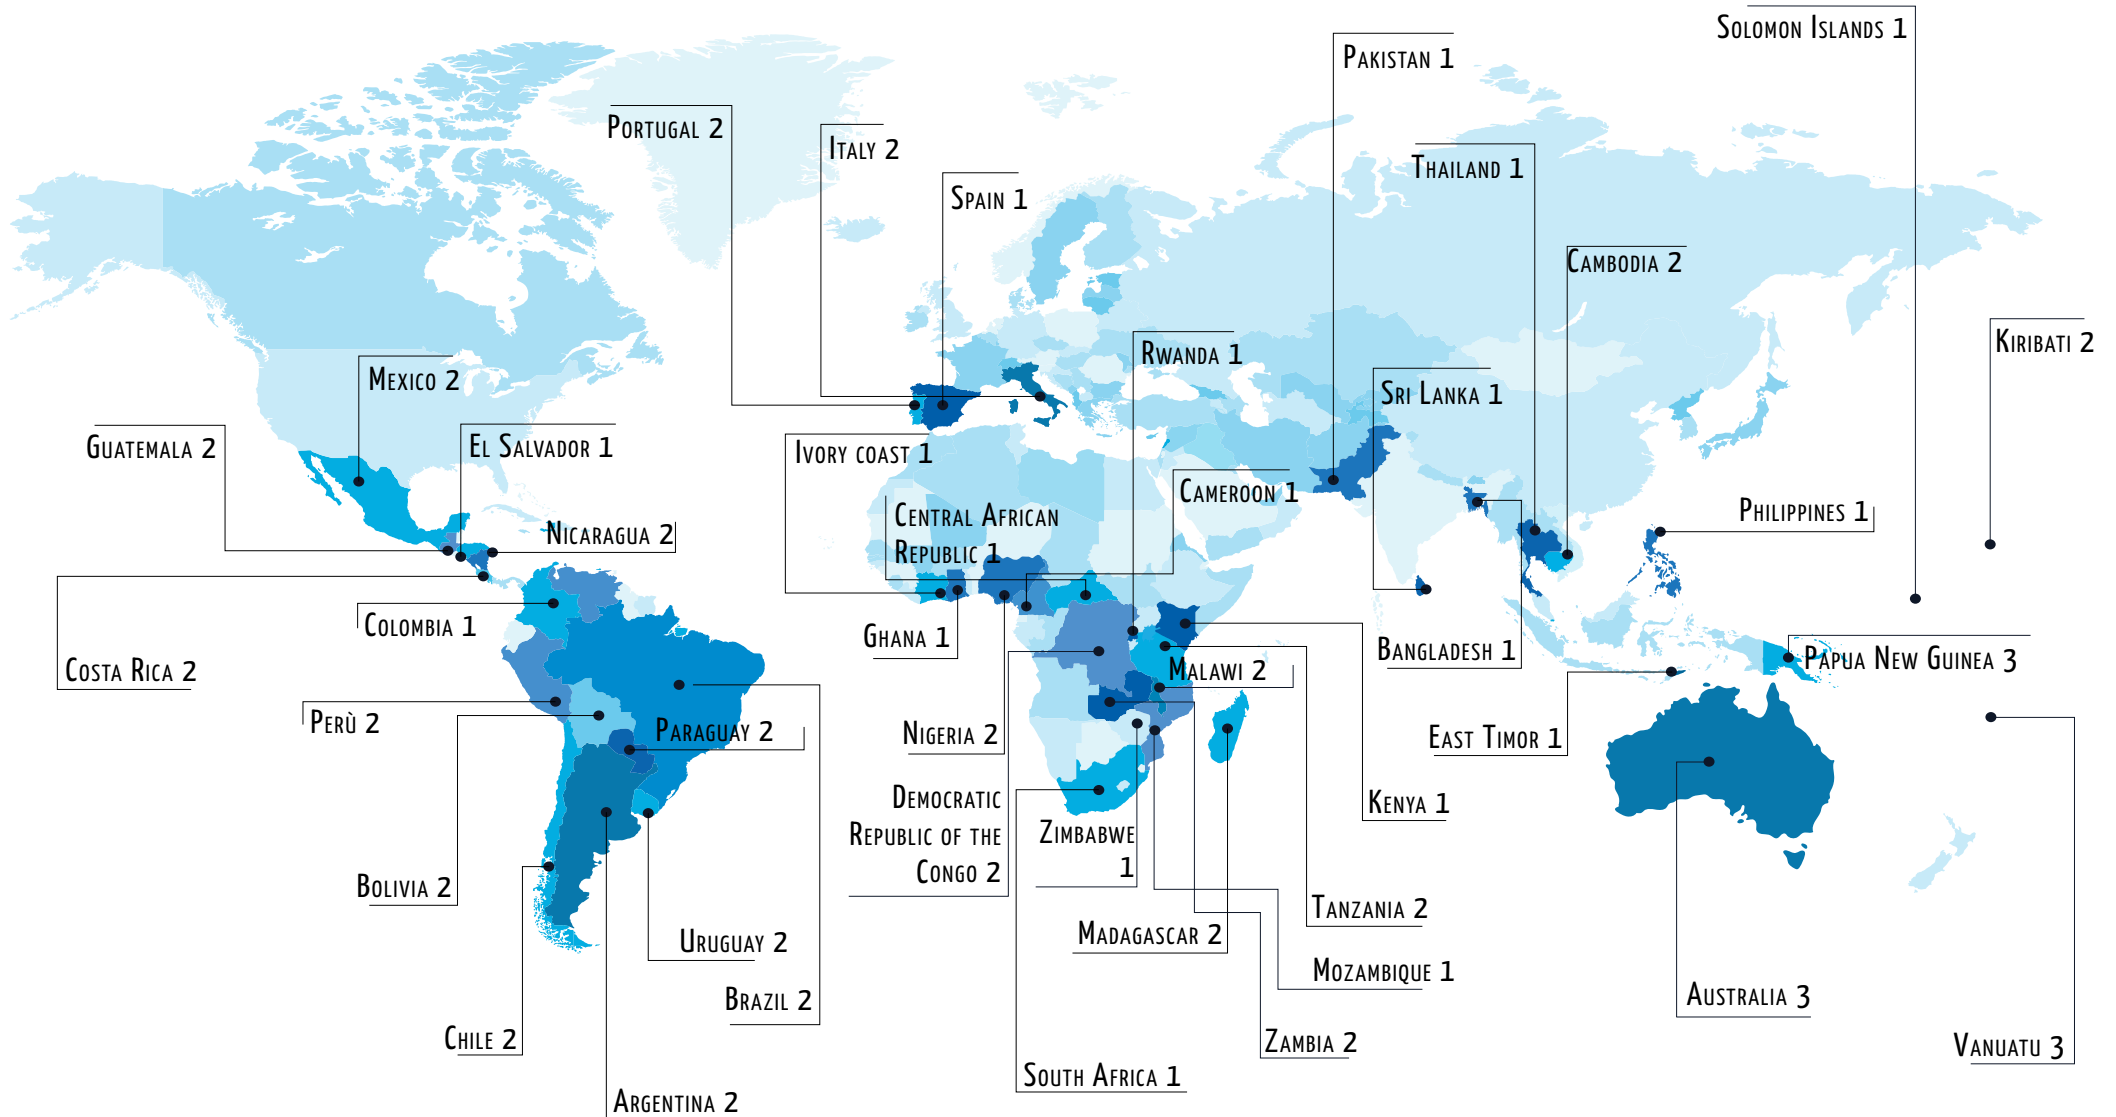 Solomon Islands 1
Pakistan 1
Portugal 2
Italy 2
Thailand 1
Spain 1
Cambodia 2
Kiribati 2
Rwanda 1
Mexico 2
Sri Lanka 1
Guatemala 2
El Salvador 1
Ivory coast 1
Cameroon 1
Central African
Republic 1
Philippines 1
Nicaragua 2
Colombia 1
Ghana 1
Bangladesh 1
Papua New Guinea 3
Costa Rica 2
Malawi 2
Perù 2
Paraguay 2
Nigeria 2
East Timor 1
Democratic
Republic of the
Congo 2
Kenya 1
Zimbabwe
1
Bolivia 2
Tanzania 2
Uruguay 2
Madagascar 2
Mozambique 1
Brazil 2
Australia 3
Chile 2
Zambia 2
Vanuatu 3
South Africa 1
Argentina 2